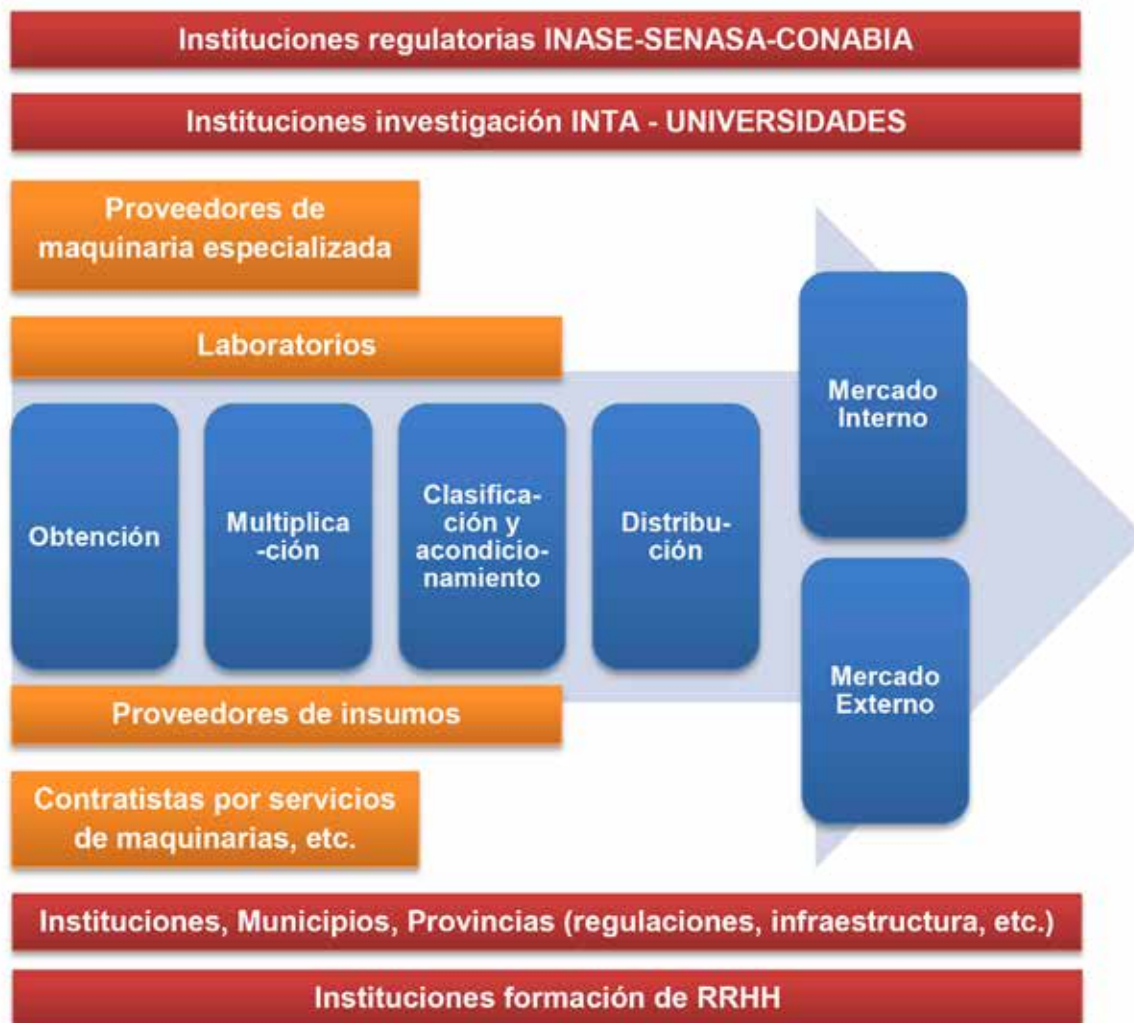 Instituciones regulatorias INASE-SENASA-CONABIA
Instituciones investigación INTA - UNIVERSIDADES
Proveedores de
maquinaria especializada
Laboratorios
Obtención
Multiplica
-ción
Clasifica-
ción y
acondicio-
namiento
Distribu-
ción
Mercado
Interno
Mercado
Externo
Proveedores de insumos
Contratistas por servicios
de maquinarias, etc.
Instituciones, Municipios, Provincias (regulaciones, infraestructura, etc.)
Instituciones formación de RRHH